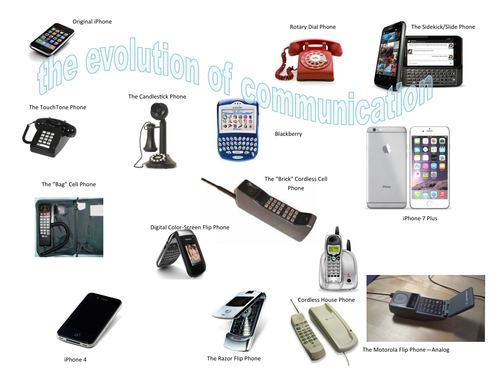 Original iPhone
Rotary Dial Phone
The Sidekick/Slide Phone
the evolution of communication
The TouchTone Phone
The Candlestick Phone
Blackberry
The "Bag" Cell Phone
The "Brick" Cordless Cell
Phone
iPhone 7 Plus
Digital Color-Screen Flip Phone
Cordless House Phone
iPhone 4
The Razor Flip Phone
The Motorola Flip Phone—Analog